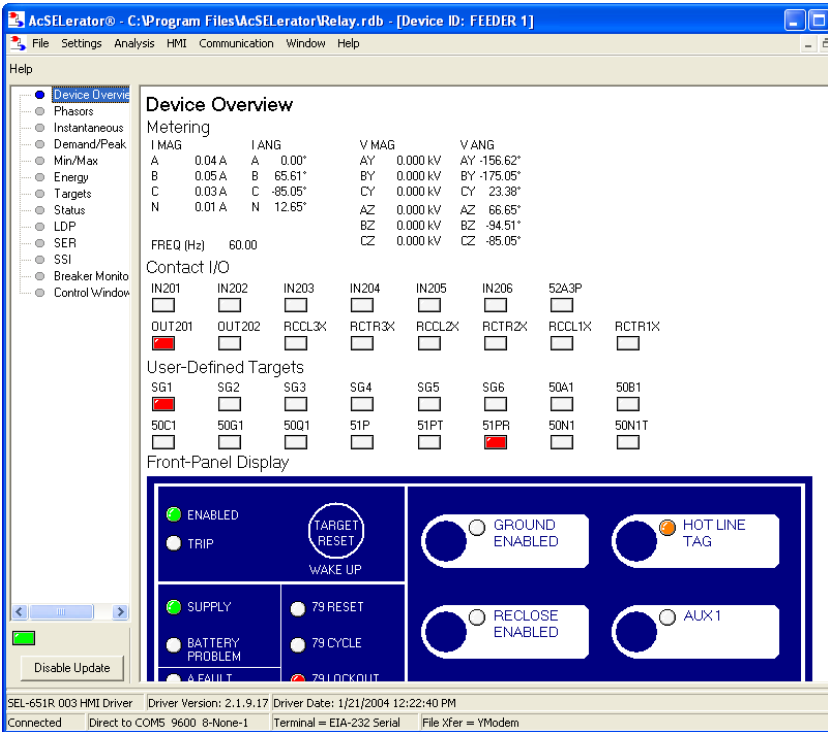 AcSELerator® - C:\Program Files\AcSELerator\Relay.rdb - [Device ID: FEEDER 1]
File Settings Analysis HMI Communication Window Help
Help
Device Overvie
Phasors
Instantaneous
Demand/Peak
Min/Max
Energy
Targets
Status
LDP
SER
SSI
Breaker Monito
Control Window
Disable Update
Device Overview
Metering
I MAG I ANG V MAG V ANG
A 0.04 A A 0.00° AY 0.000 kV AY -156.62°
B 0.05 A B 65.61° BY 0.000 kV BY -175.05°
C 0.03 A C -85.05° CY 0.000 kV CY 23.38°
N 0.01 A N 12.65° AZ 0.000 kV AZ 66.65°
BZ 0.000 kV BZ -94.51°
FREQ (Hz) 60.00 CZ 0.000 kV CZ -85.05°
Contact I/O
IN201 IN202 IN203 IN204 IN205 IN206 52A3P
OUT201 OUT202 RCCL3X RCTR3X RCCL2X RCTR2X RCCL1X RCTR1X
User-Defined Targets
SG1 SG2 SG3 SG4 SG5 SG6 50A1 50B1
50C1 50G1 50Q1 51P 51PT 51PR 50N1 50N1T
Front-Panel Display
ENABLED
TRIP
TARGET
RESET
WAKE UP
GROUND
ENABLED
HOT LINE
TAG
SUPPLY
BATTERY
PROBLEM
A FAULT
79 RESET
79 CYCLE
79 LOCKOUT
RECLOSE
ENABLED
AUX 1
SEL-651R 003 HMI Driver Driver Version: 2.1.9.17 Driver Date: 1/21/2004 12:22:40 PM
Connected Direct to COM5 9600 8-None-1 Terminal = EIA-232 Serial File Xfer = YModem